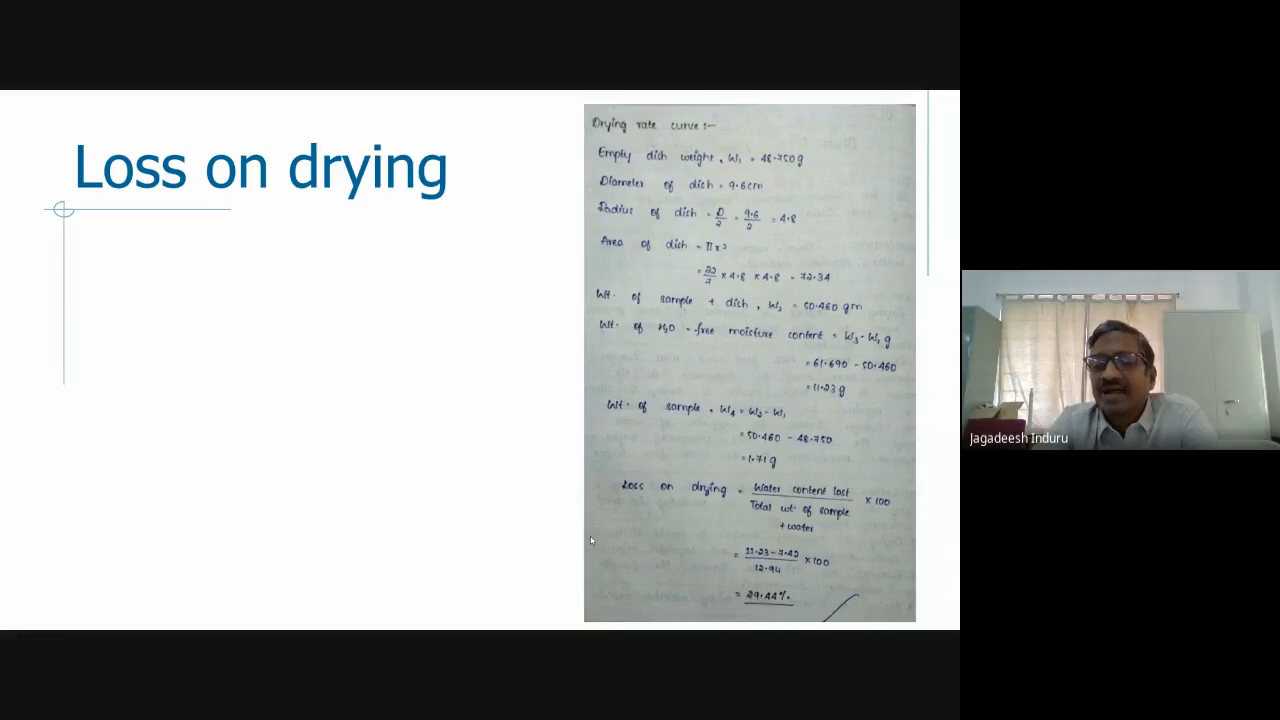 Loss on drying
Drying rate curve:-
Empty dish weight, W₁ = 48.750g
Diameter of dish = 9.6cm
Radius of dish = D/2 = 9.6/2 = 4.8
Area of dish = πr²
= 22/7 × 4.8 × 4.8 = 72.34
Wt. of sample + dish, W₂ = 50.460 gm
Wt. of H₂O = free moisture content = W₃ - W₂ g
= 61.690 - 50.460
= 11.23 g
Wt. of sample, W₄ = W₂ - W₁
= 50.460 - 48.750
= 1.71 g
Loss on drying = Water content lost / Total wt. of sample + water × 100
= 11.23 - 7.42 / 12.94 × 100
= 29.44%
Jagadeesh Induru